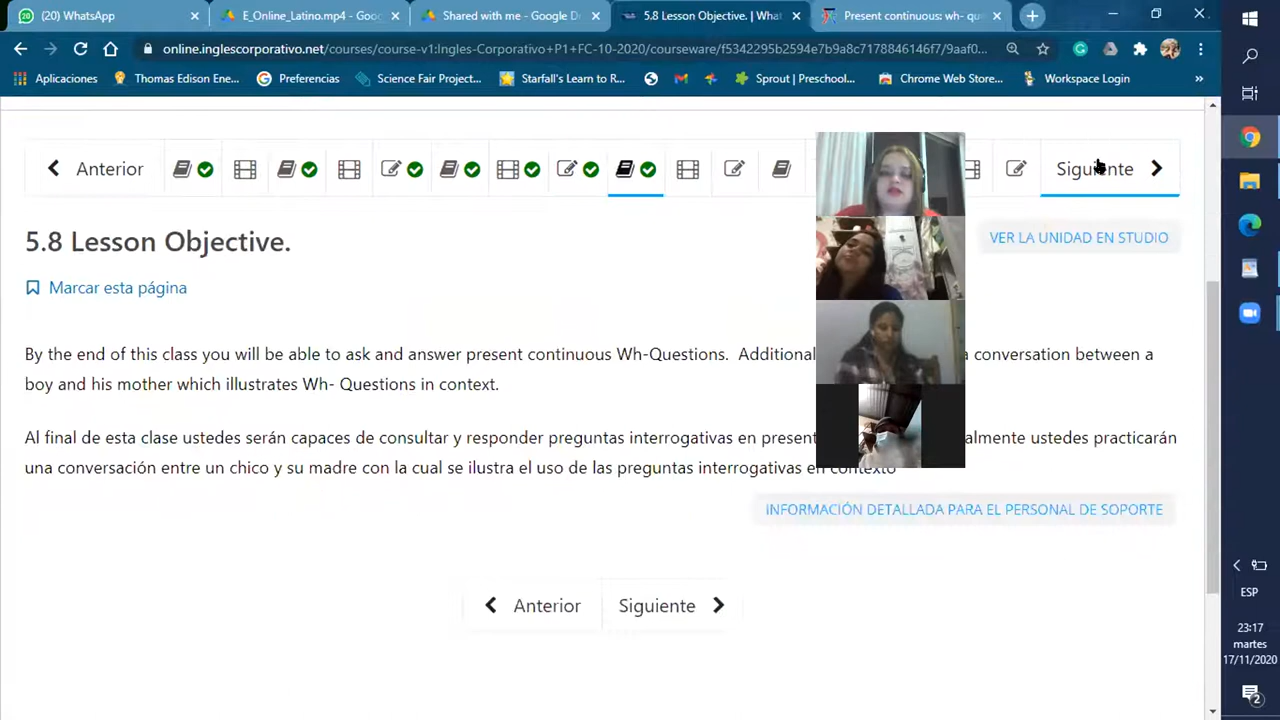 (20) WhatsApp
E_Online_Latino.mp4 - Goo
Shared with me - Google D
5.8 Lesson Objective. | What
Present continuous: wh- qu
online.inglescorporativo.net/courses/course-v1:Ingles-Corporativo+P1+FC-10-2020/courseware/f5342295b2594e7b9a8c7178846146f7/9aaf0...
Aplicaciones
Thomas Edison Ene...
Preferencias
Science Fair Project...
Starfall's Learn to R...
Sprout | Preschool...
Chrome Web Store...
Workspace Login
»
Anterior
Siguiente
5.8 Lesson Objective.
VER LA UNIDAD EN STUDIO
Marcar esta página
By the end of this class you will be able to ask and answer present continuous Wh-Questions. Additional a conversation between a
boy and his mother which illustrates Wh- Questions in context.
Al final de esta clase ustedes serán capaces de consultar y responder preguntas interrogativas en present almente ustedes practicarán
una conversación entre un chico y su madre con la cual se ilustra el uso de las preguntas interrogativas en contexto
INFORMACIÓN DETALLADA PARA EL PERSONAL DE SOPORTE
Anterior
Siguiente
ESP
23:17
martes
17/11/2020
2